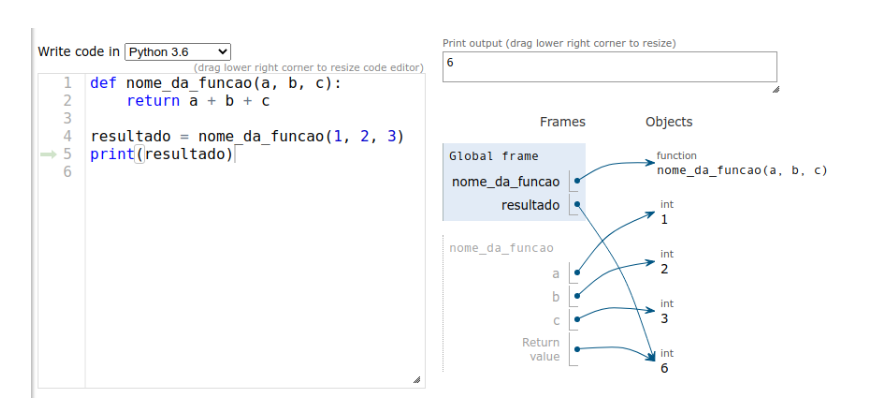 Write code in Python 3.6
(drag lower right corner to resize code editor)
1 def nome_da_funcao(a, b, c):
2     return a + b + c
3
4 resultado = nome_da_funcao(1, 2, 3)
5 print(resultado)
6
Print output (drag lower right corner to resize)
6
Frames Objects
Global frame
nome_da_funcao
resultado
function
nome_da_funcao(a, b, c)
int
1
int
2
int
3
int
6
nome_da_funcao
a
b
c
Return
value